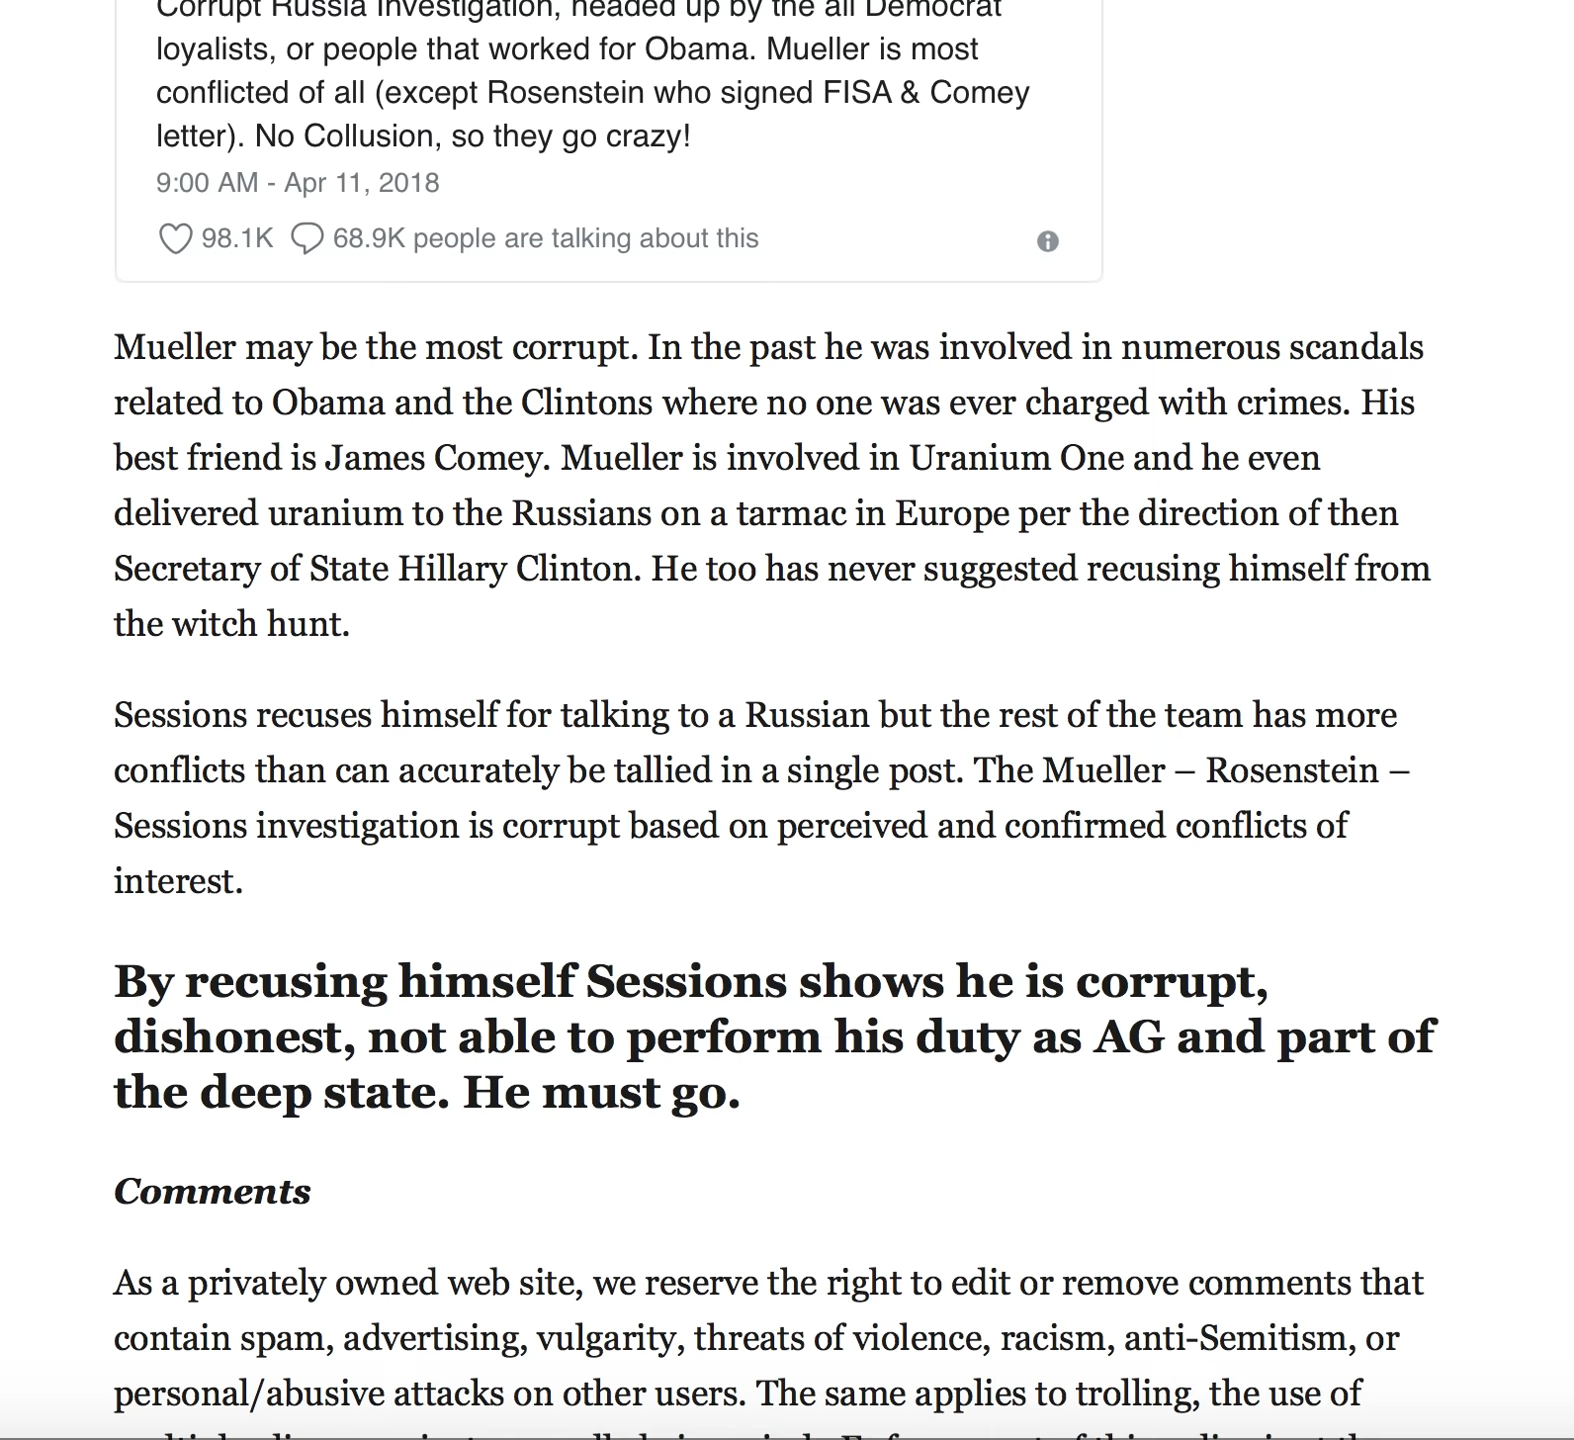 Corrupt Russia Investigation, headed up by the all Democrat
loyalists, or people that worked for Obama. Mueller is most
conflicted of all (except Rosenstein who signed FISA & Comey
letter). No Collusion, so they go crazy!
9:00 AM - Apr 11, 2018
98.1K 68.9K people are talking about this
Mueller may be the most corrupt. In the past he was involved in numerous scandals
related to Obama and the Clintons where no one was ever charged with crimes. His
best friend is James Comey. Mueller is involved in Uranium One and he even
delivered uranium to the Russians on a tarmac in Europe per the direction of then
Secretary of State Hillary Clinton. He too has never suggested recusing himself from
the witch hunt.
Sessions recuses himself for talking to a Russian but the rest of the team has more
conflicts than can accurately be tallied in a single post. The Mueller – Rosenstein –
Sessions investigation is corrupt based on perceived and confirmed conflicts of
interest.
By recusing himself Sessions shows he is corrupt,
dishonest, not able to perform his duty as AG and part of
the deep state. He must go.
Comments
As a privately owned web site, we reserve the right to edit or remove comments that
contain spam, advertising, vulgarity, threats of violence, racism, anti-Semitism, or
personal/abusive attacks on other users. The same applies to trolling, the use of